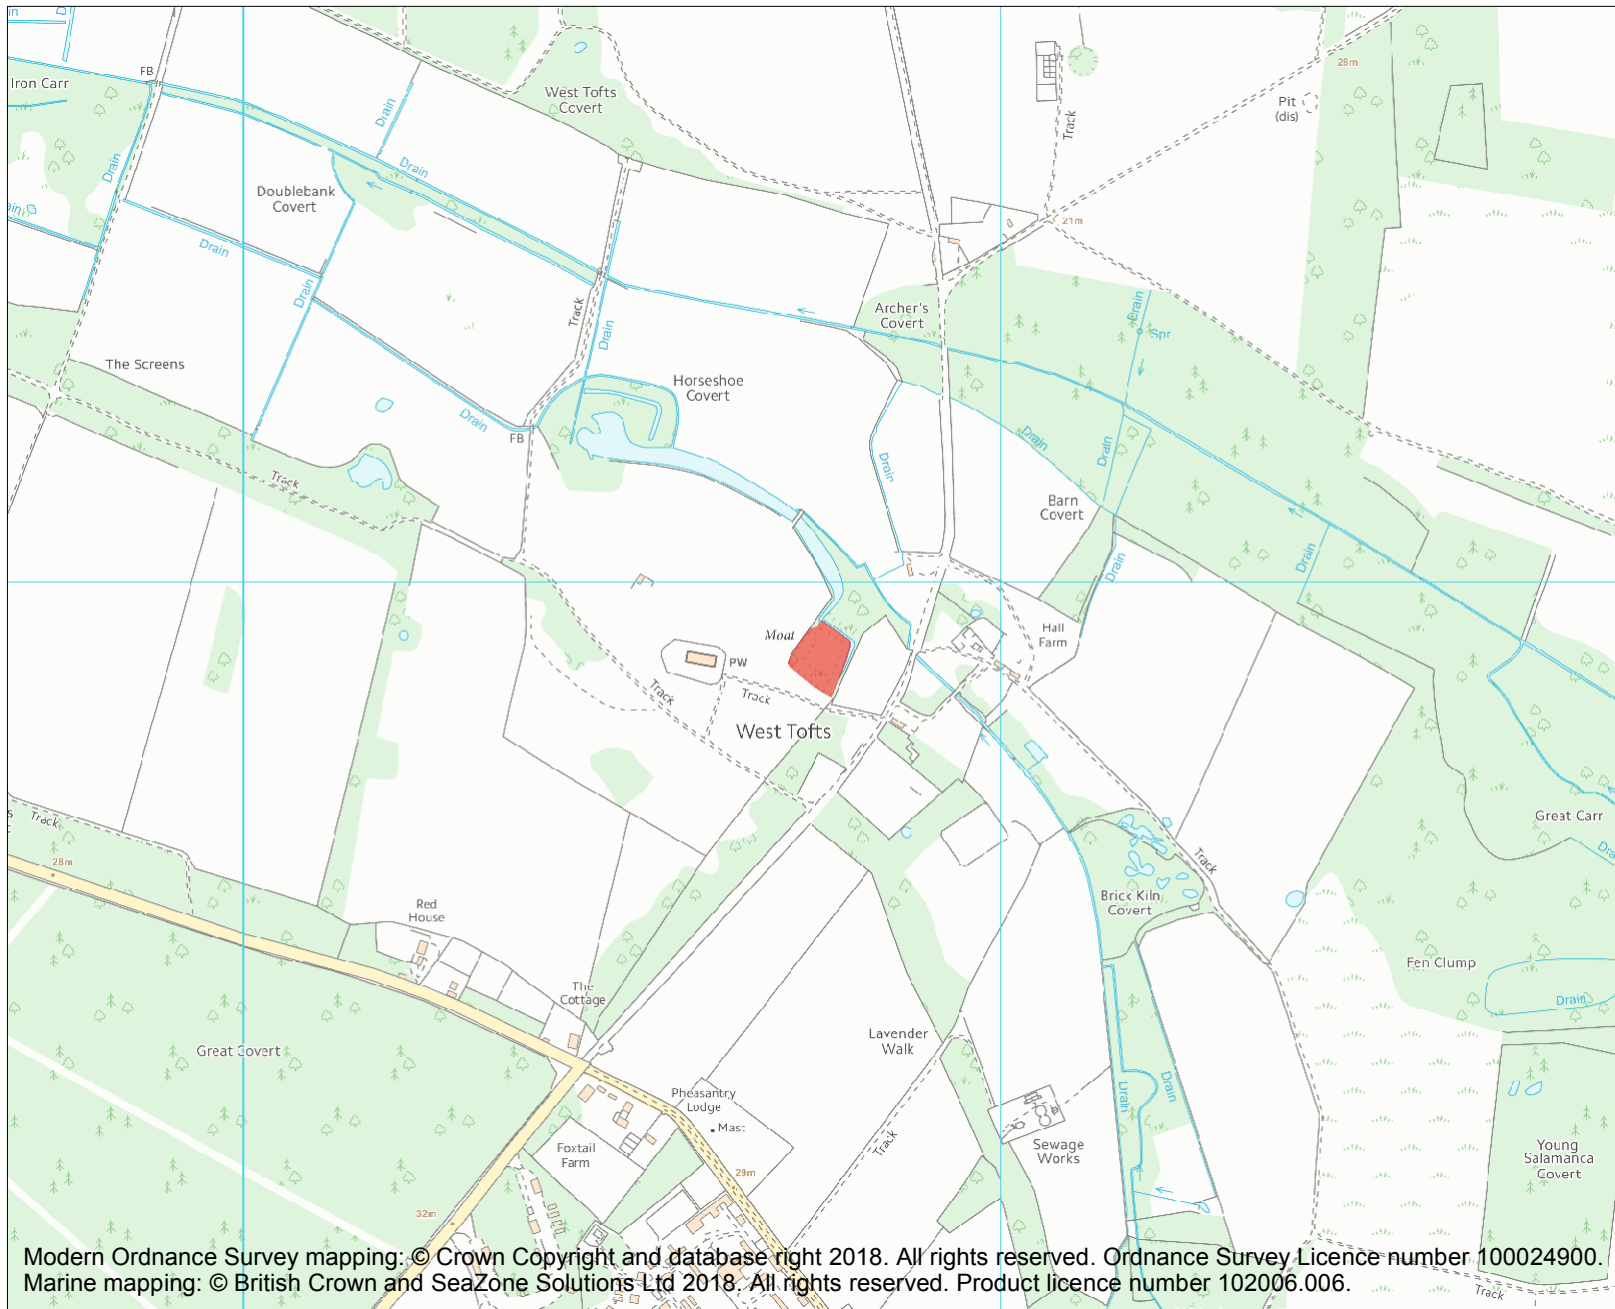 in
D
FB
Iron Carr
Drain
West Tofts
Covert
28m
Pit
(dis)
Track
Drain
Drain
Doublebank
Covert
ain
Drain
21m
Drain
Track
Drain
Archer's
Covert
Drain
Spr
The Screens
Horseshoe
Covert
Drain
FB
Drain
Drain
Drain
Track
Barn
Covert
Drain
Drain
Moat
Hall
Farm
PW
Track
Track
West Tofts
s
Track
Great Carr
Dra
28m
Track
Brick Kiln
Covert
Red
House
Fen Clump
The
Cottage
Drain
Great Covert
Lavender
Walk
Pheasantry
Lodge
Mast
Drain
Drain
Foxtail
Farm
Track
Sewage
Works
Young
Salamanca
Covert
29m
32m
Modern Ordnance Survey mapping: © Crown Copyright and database right 2018. All rights reserved. Ordnance Survey Licence number 100024900.
Marine mapping: © British Crown and SeaZone Solutions Ltd 2018. All rights reserved. Product licence number 102006.006.
Track